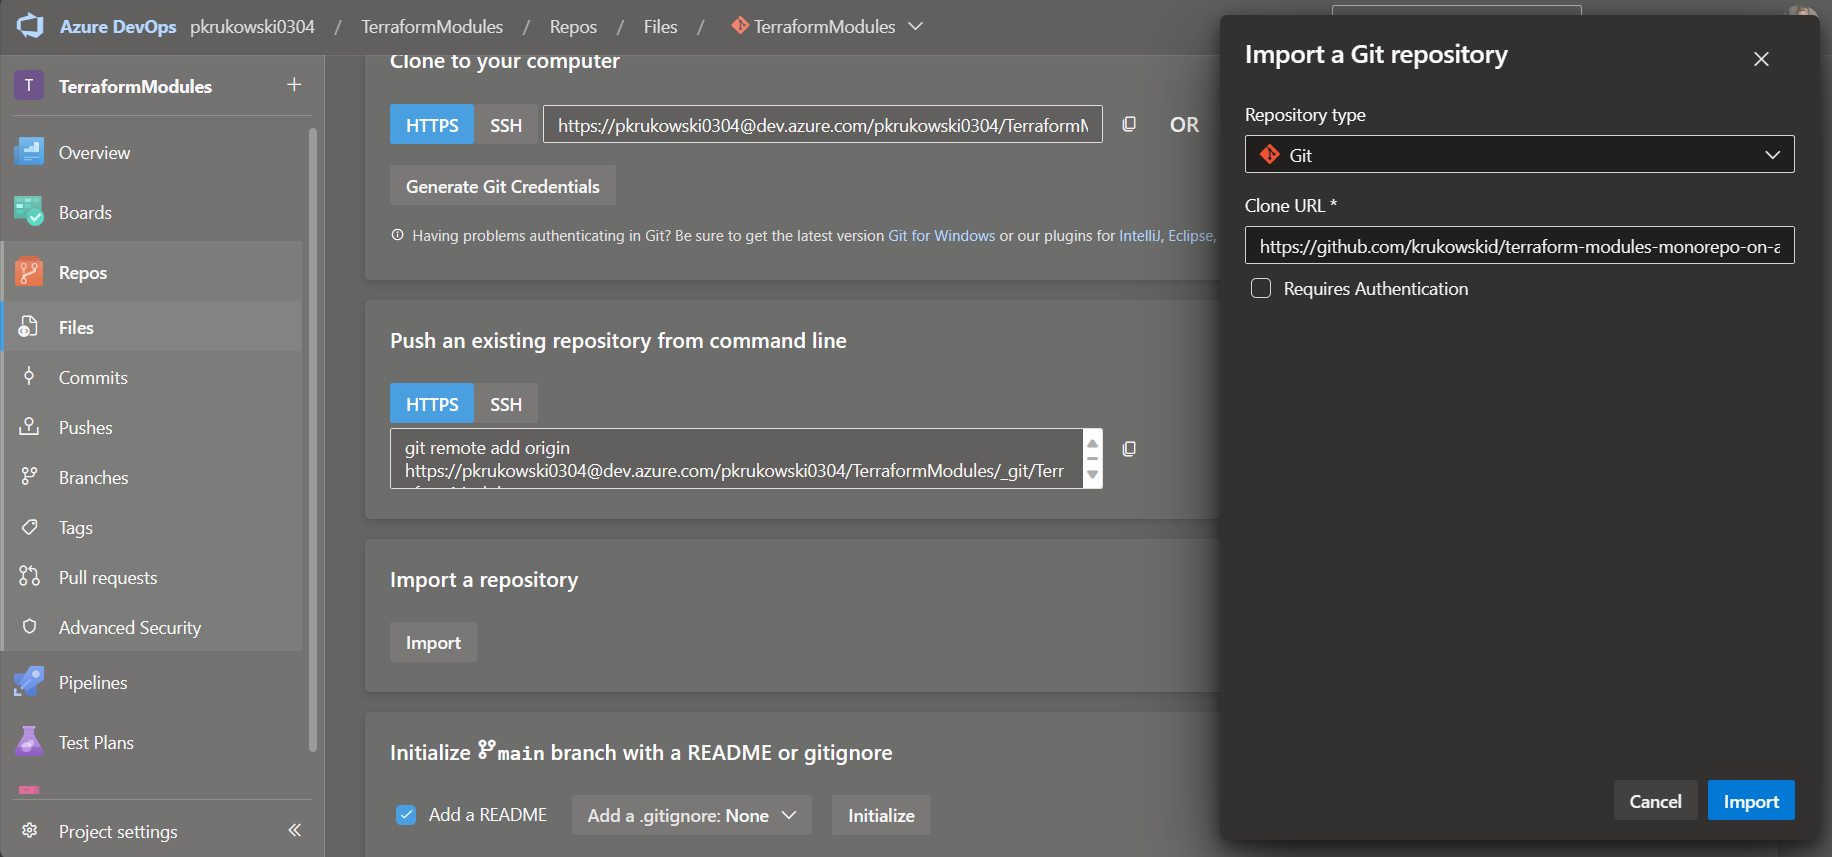 Azure DevOps pkrukowski0304 / TerraformModules / Repos / Files / TerraformModules
T TerraformModules +
Overview
Boards
Repos
Files
Commits
Pushes
Branches
Tags
Pull requests
Advanced Security
Pipelines
Test Plans
Project settings
Clone to your computer
HTTPS SSH https://pkrukowski0304@dev.azure.com/pkrukowski0304/TerraformM OR
Generate Git Credentials
Having problems authenticating in Git? Be sure to get the latest version Git for Windows or our plugins for IntelliJ, Eclipse,
Push an existing repository from command line
HTTPS SSH
git remote add origin
https://pkrukowski0304@dev.azure.com/pkrukowski0304/TerraformModules/_git/Terr
Import a repository
Import
Initialize main branch with a README or gitignore
Add a README Add a .gitignore: None Initialize
Import a Git repository
Repository type
Git
Clone URL *
https://github.com/krukowskid/terraform-modules-monorepo-on-a
Requires Authentication
Cancel Import